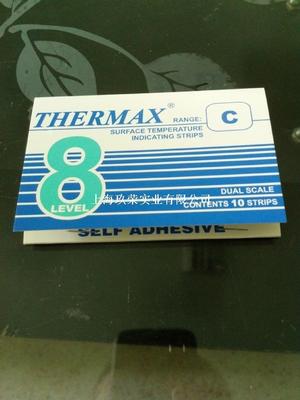 THERMAX®
RANGE: C
SURFACE TEMPERATURE
INDICATING STRIPS
8
LEVEL
上海玖荣实业有限公司
DUAL SCALE
CONTENTS 10 STRIPS
SELF ADHESIVE